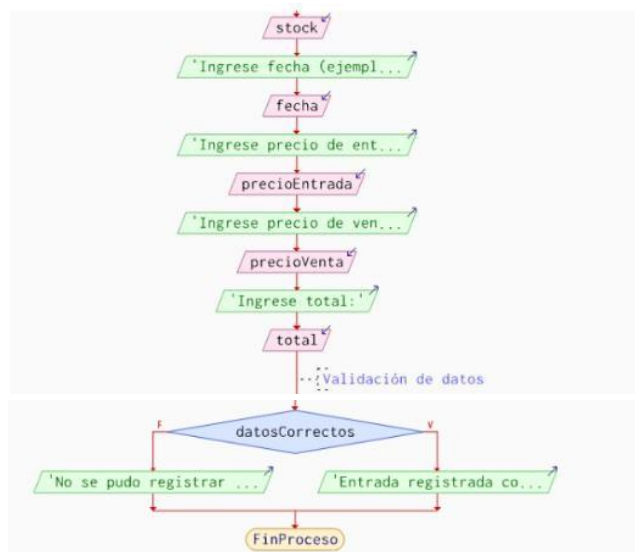 stock
'Ingrese fecha (ejempl...
fecha
'Ingrese precio de ent...
precioEntrada
'Ingrese precio de ven...
precioVenta
'Ingrese total:'
total
Validación de datos
F
datosCorrectos
V
'No se pudo registrar ...
'Entrada registrada co...
FinProceso